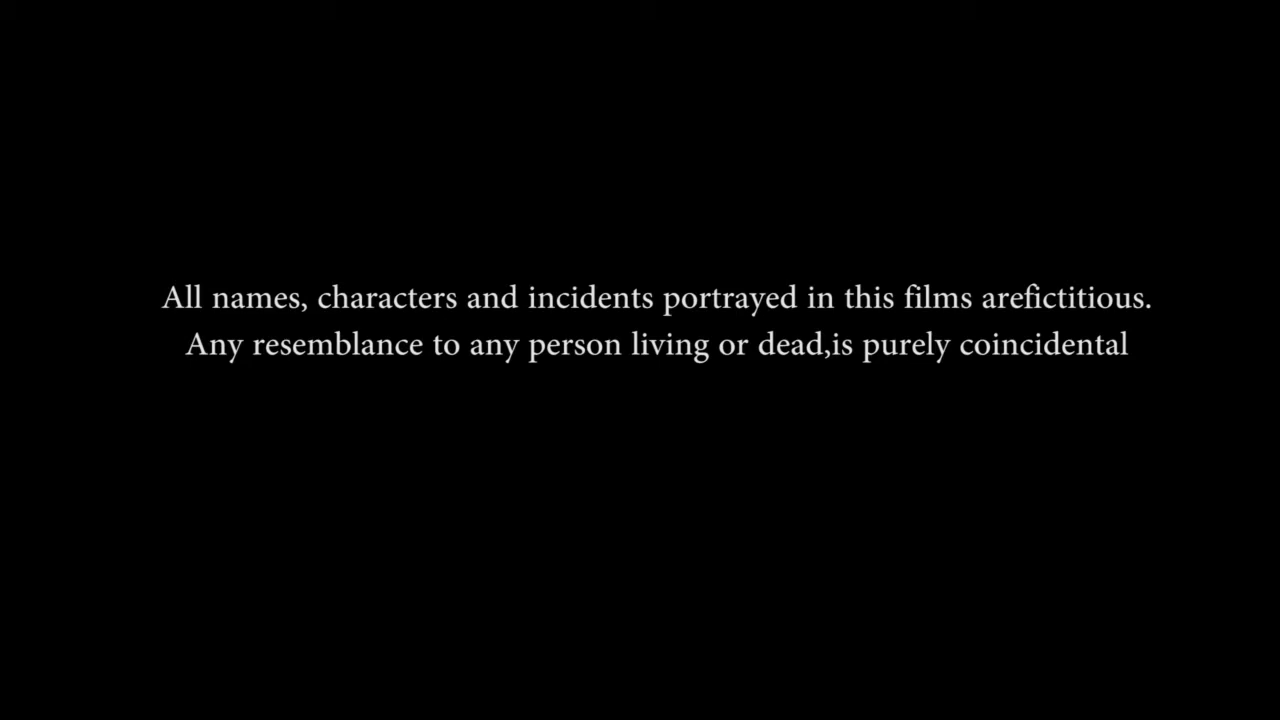 All names, characters and incidents portrayed in this films arefictitious.
Any resemblance to any person living or dead,is purely coincidental